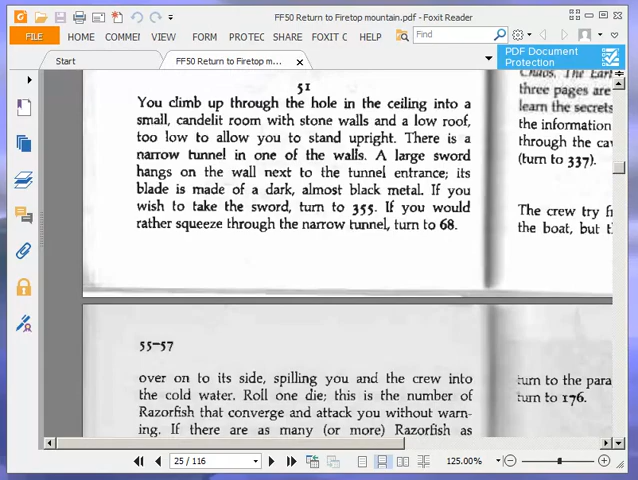 FF50 Return to Firetop mountain.pdf - Foxit Reader
FILE HOME COMMEI VIEW FORM PROTEC SHARE FOXIT C HELP Find
Start FF50 Return to Firetop m... PDF Document Protection
51
You climb up through the hole in the ceiling into a
small, candelit room with stone walls and a low roof,
too low to allow you to stand upright. There is a
narrow tunnel in one of the walls. A large sword
hangs on the wall next to the tunnel entrance; its
blade is made of a dark, almost black metal. If you
wish to take the sword, turn to 355. If you would
rather squeeze through the narrow tunnel, turn to 68.
Chaos. The Eart
three pages are
learn the secrets
the information
through the cav
(turn to 337).
The crew try fr
the boat, but th
55–57
over on to its side, spilling you and the crew into
the cold water. Roll one die; this is the number of
Razorfish that converge and attack you without warn-
ing. If there are as many (or more) Razorfish as
turn to the para
turn to 176.
25 / 116
125.00%